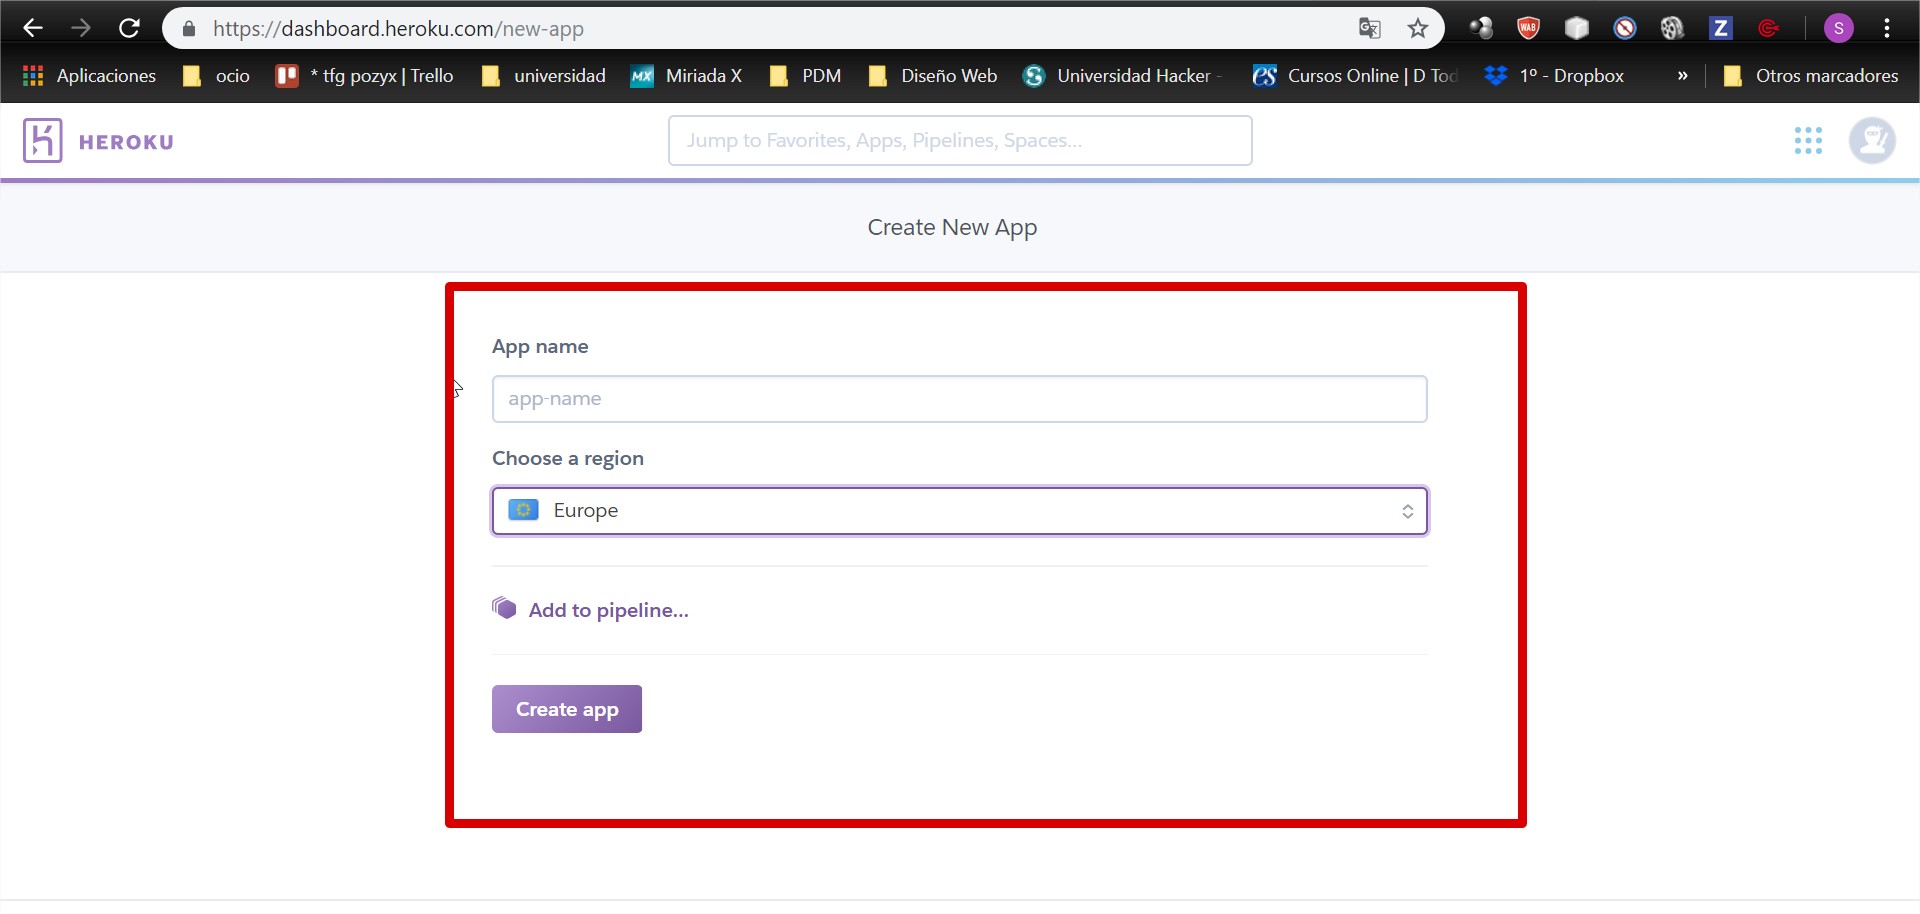 https://dashboard.heroku.com/new-app
S
Aplicaciones ocio * tfg pozyx | Trello universidad MX Miriada X PDM Diseño Web Universidad Hacker - Cursos Online | D Tod 1º - Dropbox » Otros marcadores
HEROKU
Jump to Favorites, Apps, Pipelines, Spaces...
Create New App
App name
app-name
Choose a region
Europe
Add to pipeline...
Create app